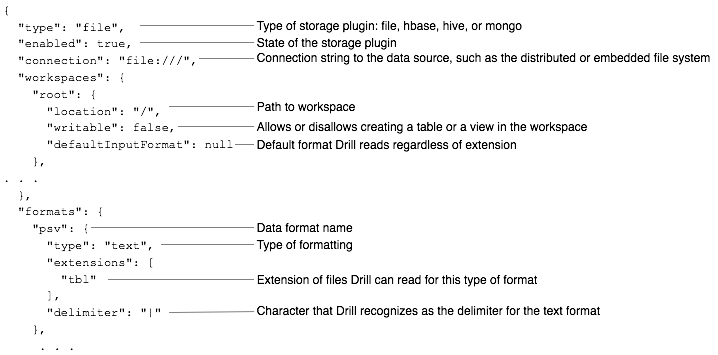 {
"type": "file", Type of storage plugin: file, hbase, hive, or mongo
"enabled": true, State of the storage plugin
"connection": "file:///", Connection string to the data source, such as the distributed or embedded file system
"workspaces": {
"root": {
"location": "/", Path to workspace
"writable": false, Allows or disallows creating a table or a view in the workspace
"defaultInputFormat": null Default format Drill reads regardless of extension
},
. . .
},
"formats": {
"psv": { Data format name
"type": "text", Type of formatting
"extensions": [
"tbl" Extension of files Drill can read for this type of format
],
"delimiter": "|" Character that Drill recognizes as the delimiter for the text format
},
. . .